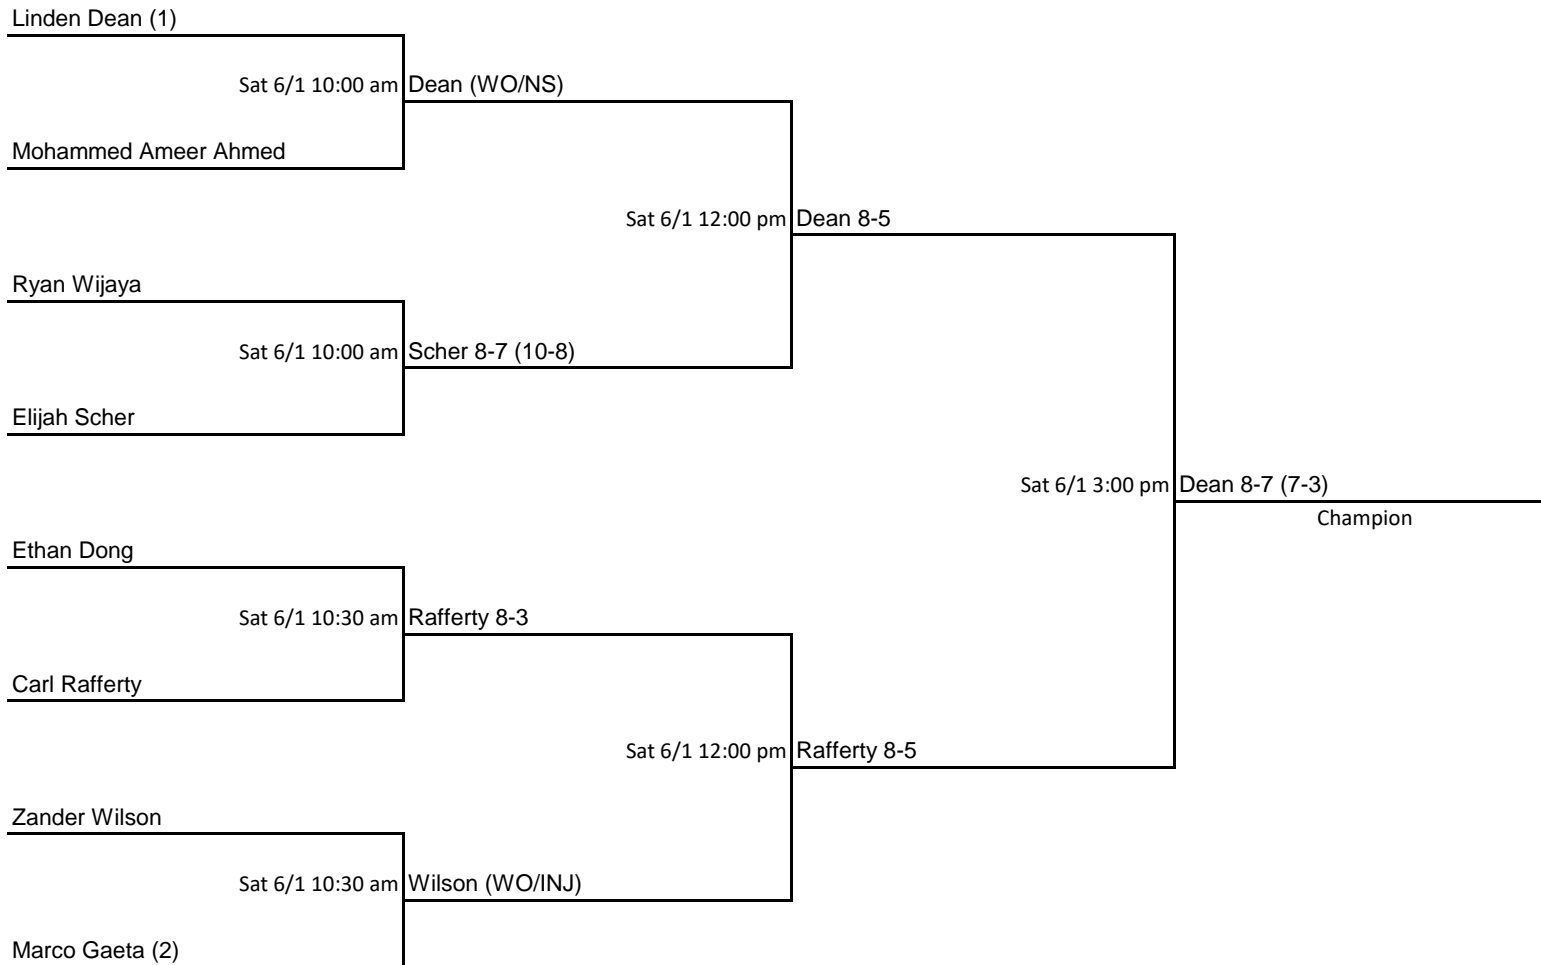 Linden Dean (1)
Sat 6/1 10:00 am Dean (WO/NS)
Mohammed Ameer Ahmed
Sat 6/1 12:00 pm Dean 8-5
Ryan Wijaya
Sat 6/1 10:00 am Scher 8-7 (10-8)
Elijah Scher
Sat 6/1 3:00 pm Dean 8-7 (7-3)
Champion
Ethan Dong
Sat 6/1 10:30 am Rafferty 8-3
Carl Rafferty
Sat 6/1 12:00 pm Rafferty 8-5
Zander Wilson
Sat 6/1 10:30 am Wilson (WO/INJ)
Marco Gaeta (2)